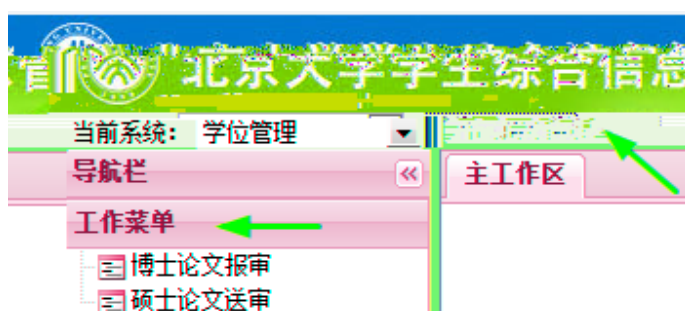 北京大学学生综合信息
当前系统： 学位管理
导航栏
主工作区
工作菜单
博士论文报审
硕士论文送审